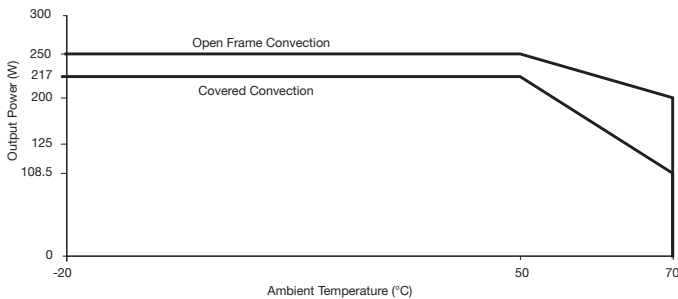 300
250
217
200
125
108.5
0
Output Power (W)
Open Frame Convection
Covered Convection
-20
50
70
Ambient Temperature (°C)